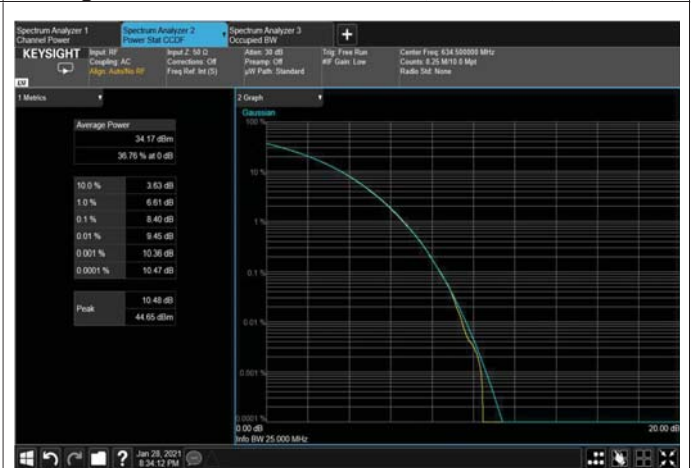 Spectrum Analyzer 1
Channel Power
Spectrum Analyzer 2
Power Stat CCDF
Spectrum Analyzer 3
Occupied BW
KEYSIGHT
Input: RF
Coupling: AC
Align: Auto/No RF
Input Z: 50 Ω
Corrections: Off
Freq Ref: Int (S)
Atten: 30 dB
Preamp: Off
µW Path: Standard
Trig: Free Run
#IF Gain: Low
Center Freq: 634.500000 MHz
Counts: 8.25 M/10.0 Mpt
Radio Std: None
1 Metrics
Average Power
34.17 dBm
36.76 % at 0 dB
10.0 % 3.63 dB
1.0 % 6.61 dB
0.1 % 8.40 dB
0.01 % 9.45 dB
0.001 % 10.36 dB
0.0001 % 10.47 dB
Peak
10.48 dB
44.65 dBm
2 Graph
Gaussian
100 %
10 %
1 %
0.1 %
0.01 %
0.001 %
0.0001 %
0.00 dB 20.00 dB
Info BW 25.000 MHz
Jan 28, 2021
8:34:12 PM